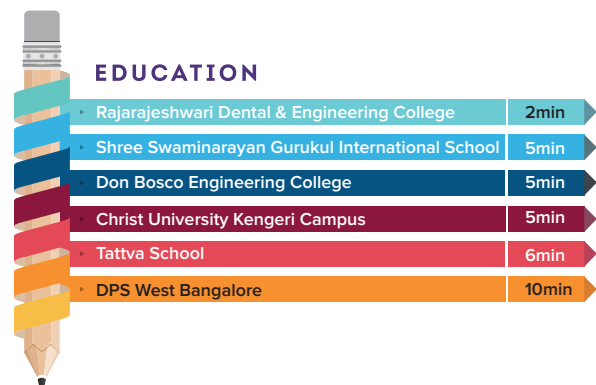 EDUCATION
Rajarajeshwari Dental & Engineering College 2min
Shree Swaminarayan Gurukul International School 5min
Don Bosco Engineering College 5min
Christ University Kengeri Campus 5min
Tattva School 6min
DPS West Bangalore 10min